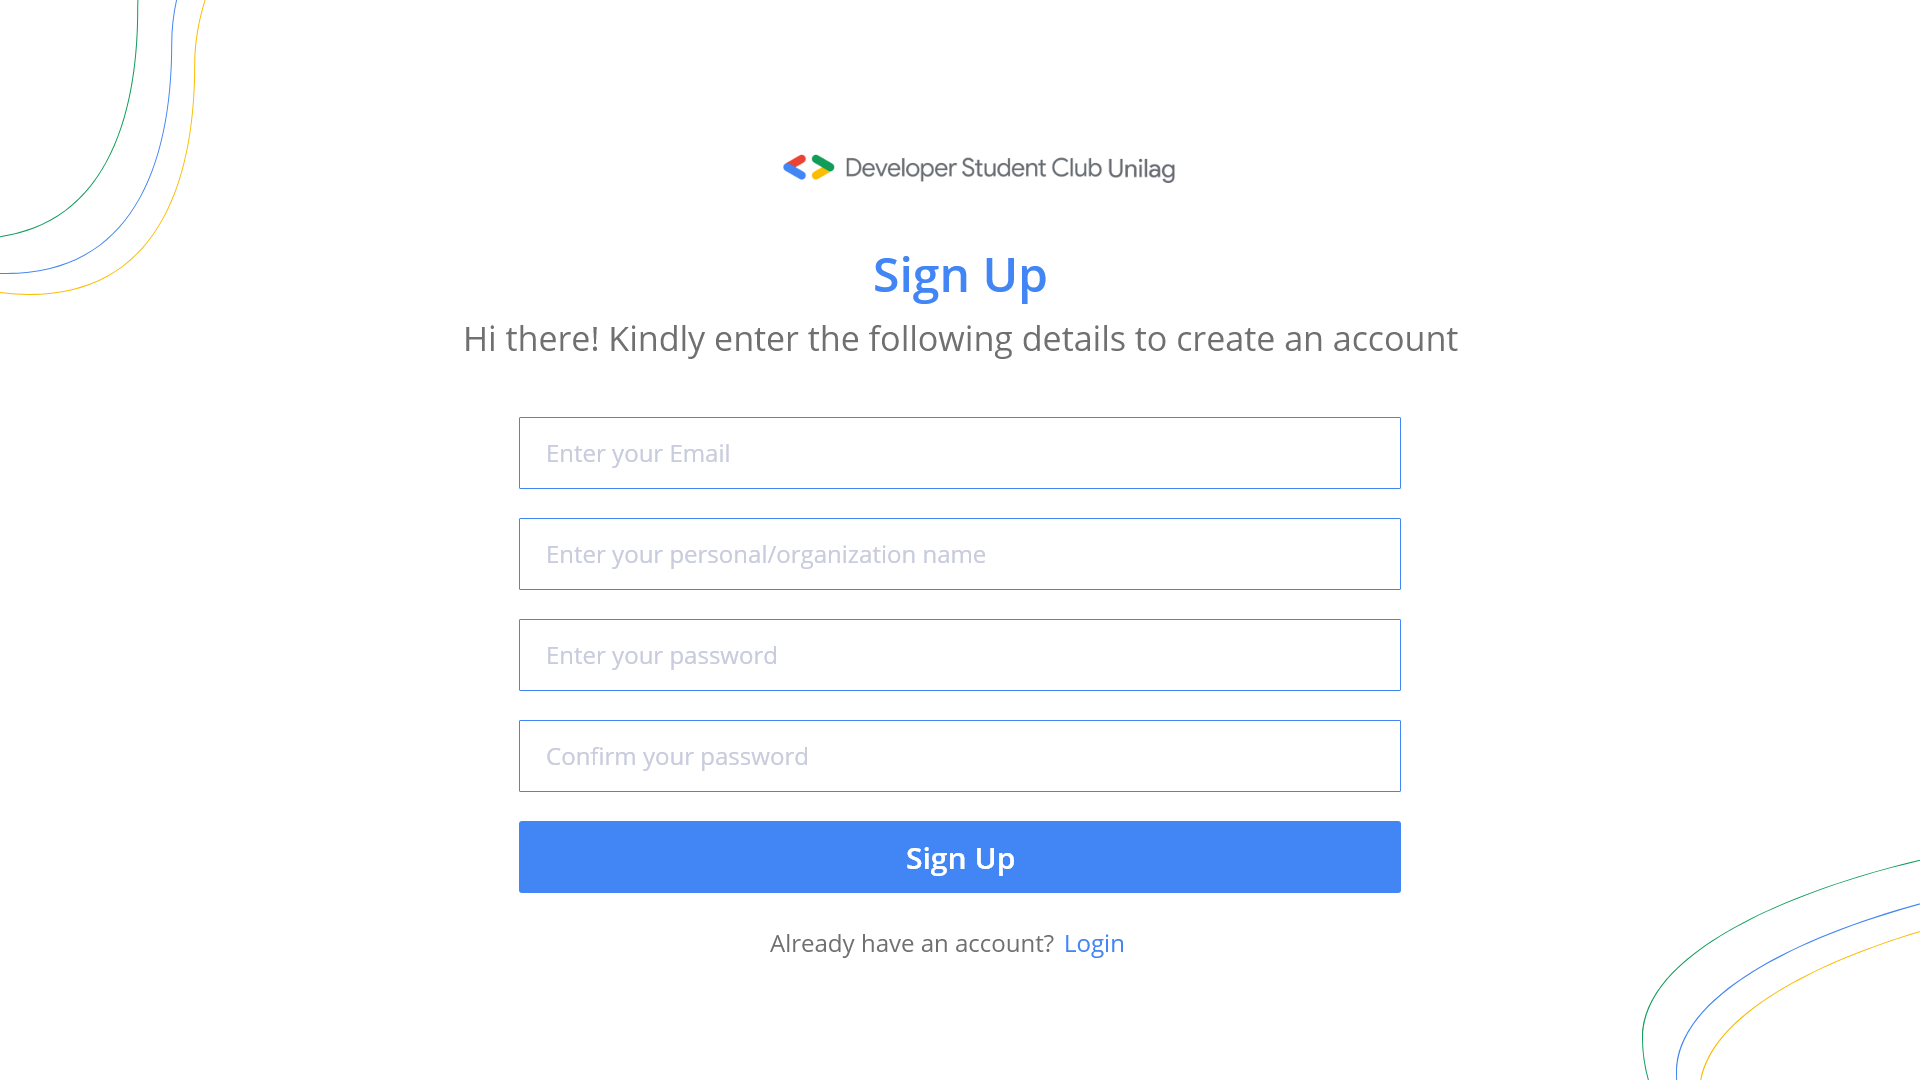 Developer Student Club Unilag
Sign Up
Hi there! Kindly enter the following details to create an account
Enter your Email
Enter your personal/organization name
Enter your password
Confirm your password
Sign Up
Already have an account? Login